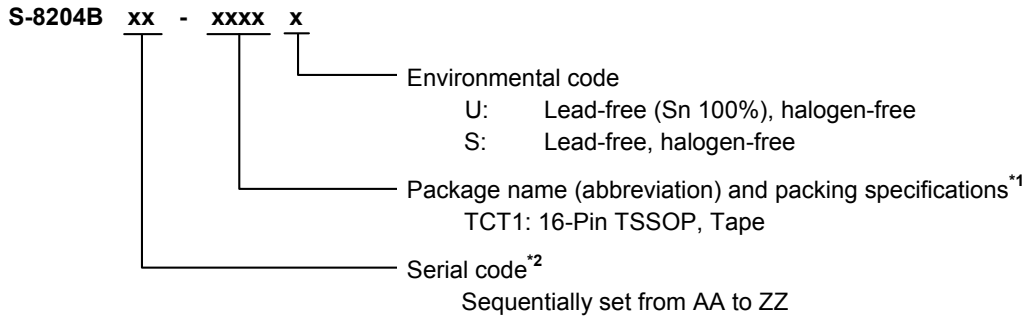 S-8204B xx - xxxx x
Environmental code
U: Lead-free (Sn 100%), halogen-free
S: Lead-free, halogen-free
Package name (abbreviation) and packing specifications*1
TCT1: 16-Pin TSSOP, Tape
Serial code*2
Sequentially set from AA to ZZ